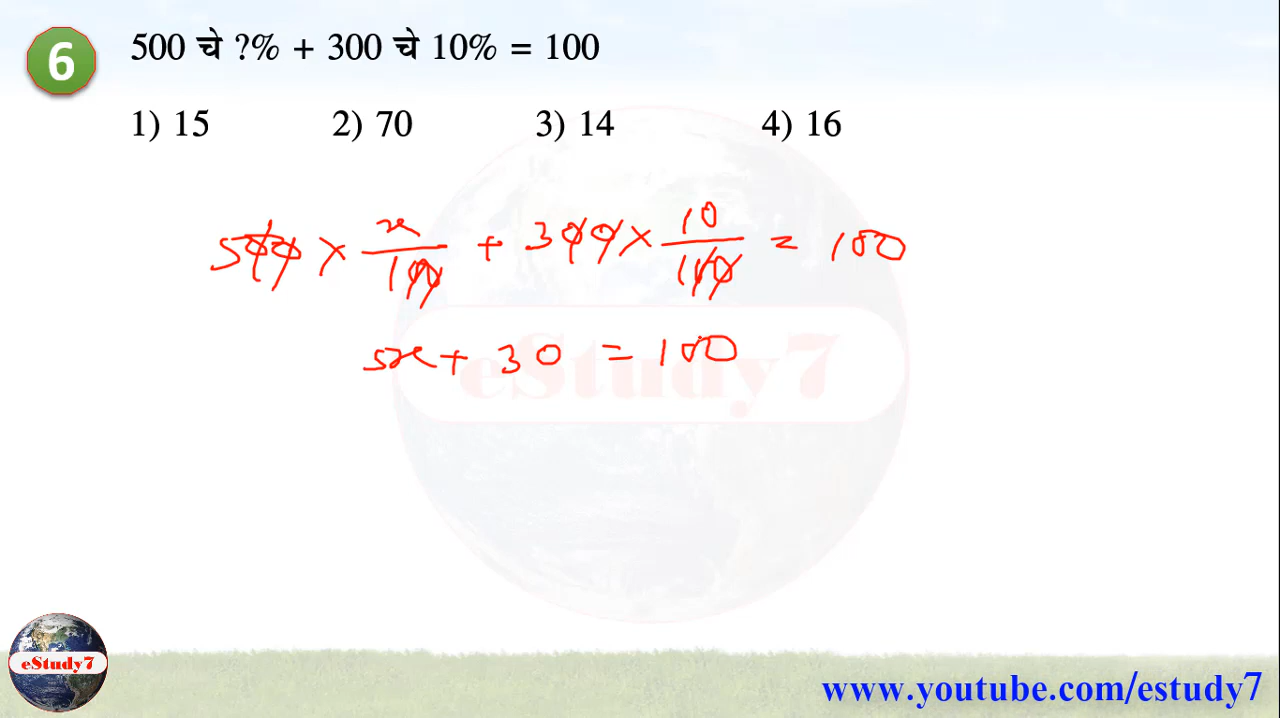 6 500 चे ?% + 300 चे 10% = 100
1) 15 2) 70 3) 14 4) 16
500 × x/100 + 300 × 10/100 = 100
5x + 30 = 100
eStudy7
eStudy7
www.youtube.com/estudy7